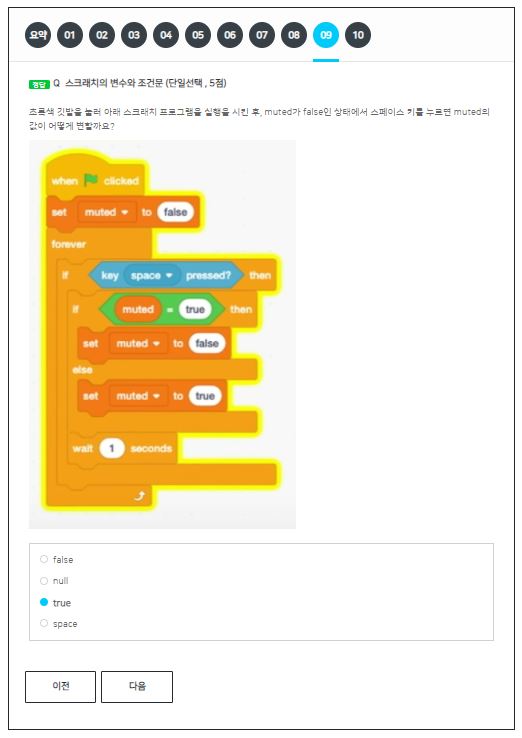 요약 01 02 03 04 05 06 07 08 09 10
정답 Q 스크래치의 변수와 조건문 (단일선택 , 5점)
초록색 깃발을 눌러 아래 스크래치 프로그램을 실행을 시킨 후, muted가 false인 상태에서 스페이스 키를 누르면 muted의
값이 어떻게 변할까요?
when clicked
set muted to false
forever
if key space pressed? then
if muted = true then
set muted to false
else
set muted to true
wait 1 seconds
false
null
true
space
이전 다음